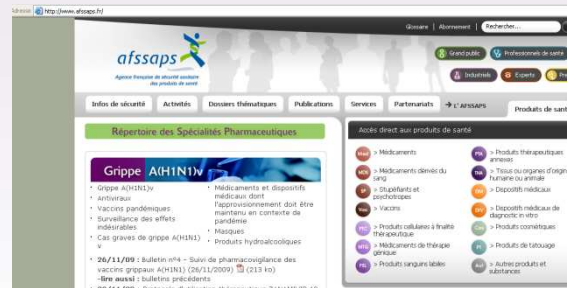 Adresse http://www.afssaps.fr/
Glossaire | Abonnement | Rechercher...
afssaps
Agence française de sécurité sanitaire
des produits de santé
Grand public
Professionnels de santé
Industriels
Experts
Infos de sécurité
Activités
Dossiers thématiques
Publications
Services
Partenariats
→ L'AFSSAPS
Produits de sant
Répertoire des Spécialités Pharmaceutiques
Grippe A(H1N1)v
Grippe A(H1N1)v
Antiviraux
Vaccins pandémiques
Surveillance des effets
indésirables
Cas graves de grippe A(H1N1)
v
Médicaments et dispositifs
médicaux dont
l'approvisionnement doit être
maintenu en contexte de
pandémie
Masques
Produits hydroalcooliques
26/11/09 : Bulletin n°4 - Suivi de pharmacovigilance des
vaccins grippaux A(H1N1) (26/11/2009) (213 ko)
-lire aussi : bulletins précédents
Accès direct aux produits de santé
> Médicaments
> Médicaments dérivés du
sang
> Stupéfiants et
psychotropes
> Vaccins
> Produits cellulaires à finalité
thérapeutique
> Médicaments de thérapie
génique
> Produits sanguins labiles
> Produits thérapeutiques
annexes
> Tissus ou organes d'origin
humaine ou animale
> Dispositifs médicaux
> Dispositifs médicaux de
diagnostic in vitro
> Produits cosmétiques
> Produits de tatouage
> Autres produits et
substances